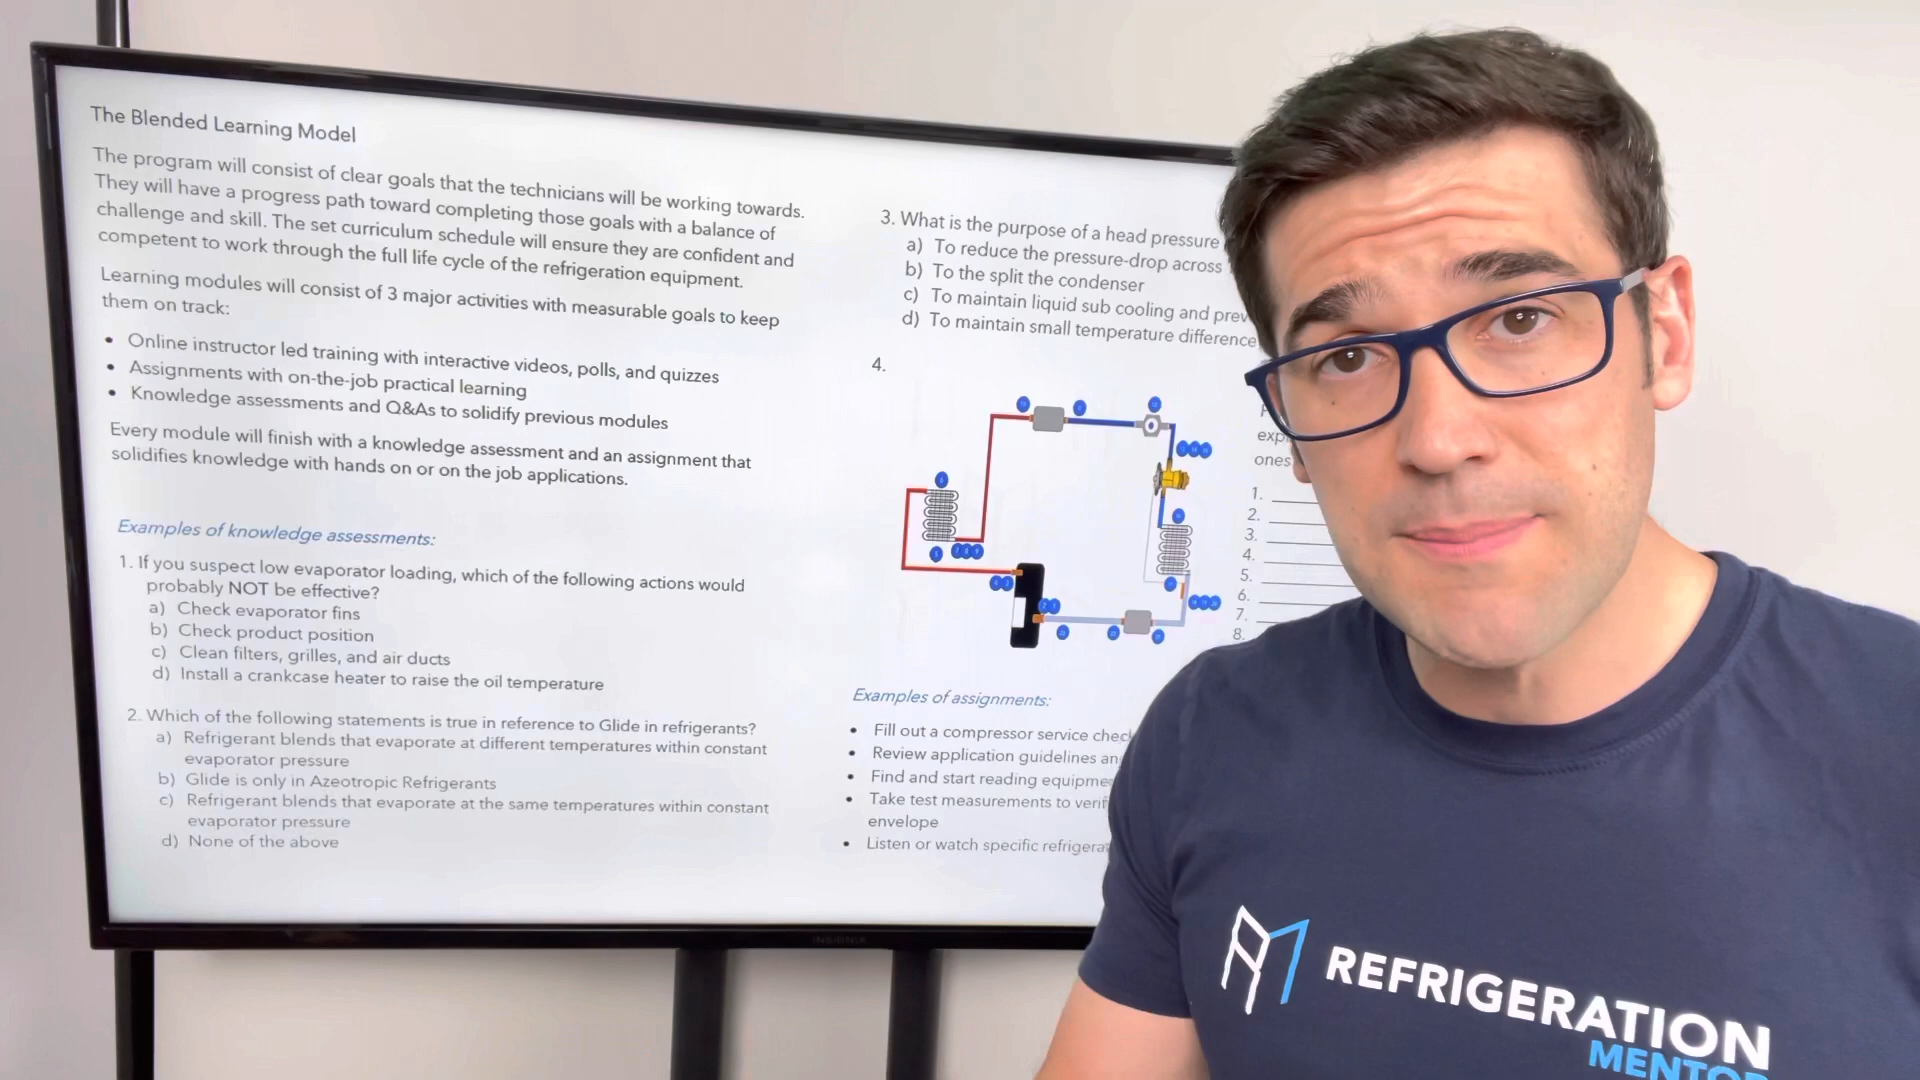 The Blended Learning Model
The program will consist of clear goals that the technicians will be working towards.
They will have a progress path toward completing those goals with a balance of
challenge and skill. The set curriculum schedule will ensure they are confident and
competent to work through the full life cycle of the refrigeration equipment.
Learning modules will consist of 3 major activities with measurable goals to keep
them on track:
• Online instructor led training with interactive videos, polls, and quizzes
• Assignments with on-the-job practical learning
• Knowledge assessments and Q&As to solidify previous modules
Every module will finish with a knowledge assessment and an assignment that
solidifies knowledge with hands on or on the job applications.
Examples of knowledge assessments:
1. If you suspect low evaporator loading, which of the following actions would
probably NOT be effective?
a) Check evaporator fins
b) Check product position
c) Clean filters, grilles, and air ducts
d) Install a crankcase heater to raise the oil temperature
2. Which of the following statements is true in reference to Glide in refrigerants?
a) Refrigerant blends that evaporate at different temperatures within constant
evaporator pressure
b) Glide is only in Azeotropic Refrigerants
c) Refrigerant blends that evaporate at the same temperatures within constant
evaporator pressure
d) None of the above
3. What is the purpose of a head pressure
a) To reduce the pressure-drop across
b) To the split the condenser
c) To maintain liquid sub cooling and prev
d) To maintain small temperature difference
4.
exp
ones
1.
2.
3.
4.
5.
6.
7.
8.
Examples of assignments:
• Fill out a compressor service chec
• Review application guidelines an
• Find and start reading equipme
• Take test measurements to verif
envelope
• Listen or watch specific refrigera
INSIGNIA
REFRIGERATION
MENTOR